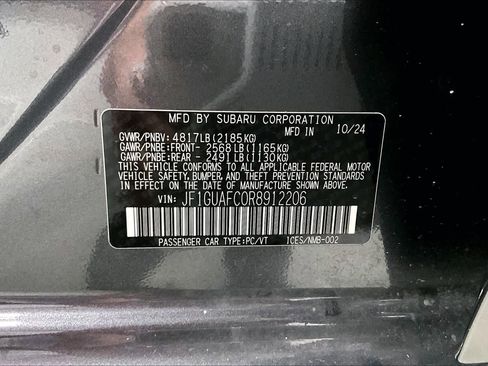 MFD BY SUBARU CORPORATION
MFD IN 10/24
GVWR/PNBV: 4817LB(2185KG)
GAWR/PNBE:FRONT- 2568LB(1165KG)
GAWR/PNBE:REAR - 2491LB(1130KG)
THIS VEHICLE CONFORMS TO ALL APPLICABLE FEDERAL MOTOR
VEHICLE SAFETY, BUMPER, AND THEFT PREVENTION STANDARDS
IN EFFECT ON THE DATE OF MANUFACTURE SHOWN ABOVE.
VIN: JF1GUAFC0R8912206
PASSENGER CAR TYPE:PC/VT ICES/NMB-002